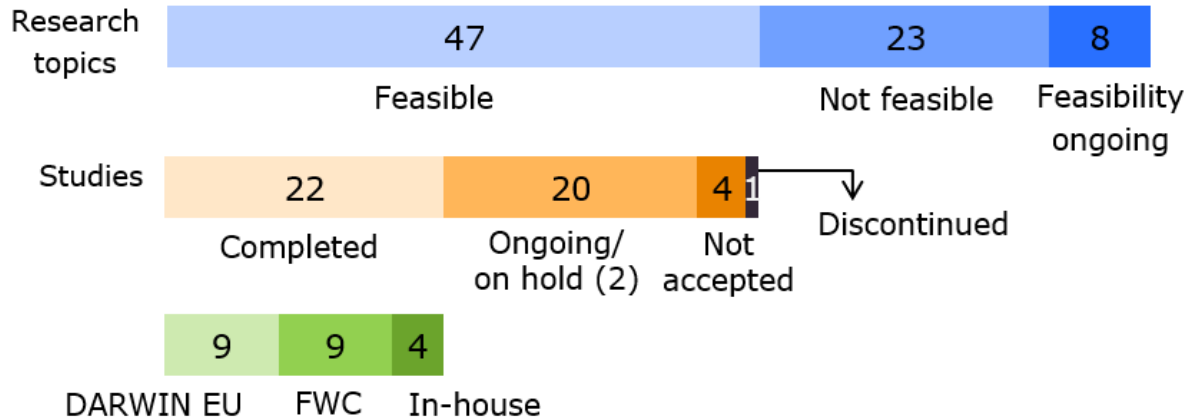 Research
topics
47
23
8
Feasible
Not feasible
Feasibility
ongoing
Studies
22
20
4
1
Discontinued
Completed
Ongoing/
on hold (2)
Not
accepted
9
9
4
DARWIN EU
FWC
In-house